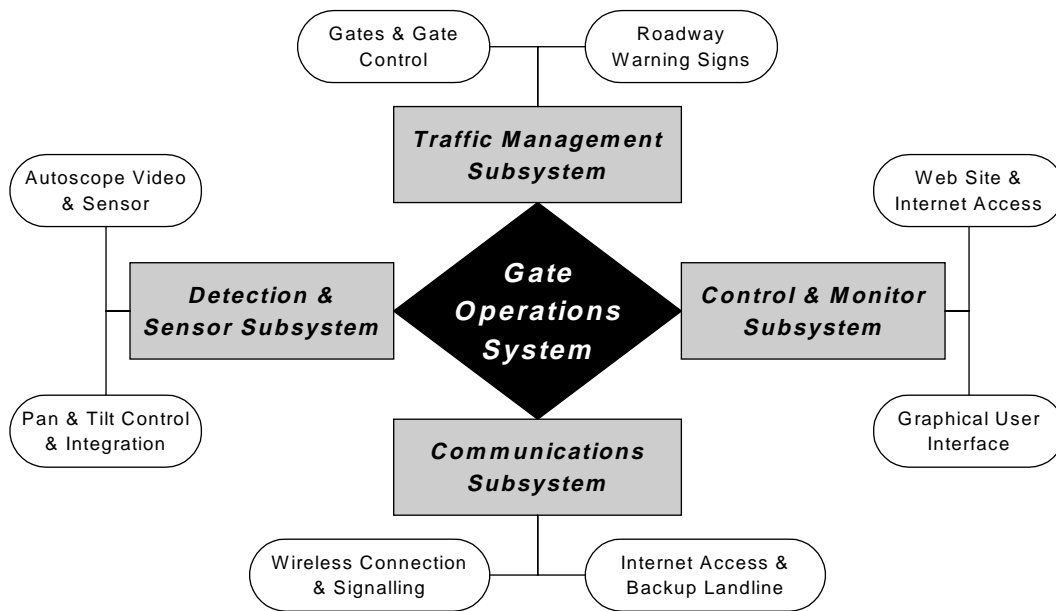 Gates & Gate
Control
Roadway
Warning Signs
Traffic Management
Subsystem
Autoscope Video
& Sensor
Web Site &
Internet Access
Detection &
Sensor Subsystem
Gate
Operations
System
Control & Monitor
Subsystem
Pan & Tilt Control
& Integration
Graphical User
Interface
Communications
Subsystem
Wireless Connection
& Signalling
Internet Access &
Backup Landline